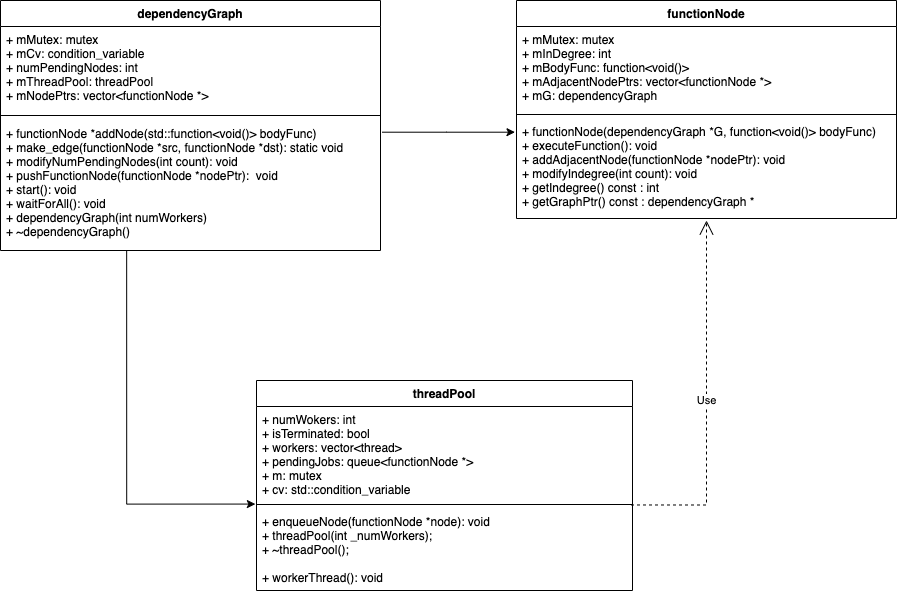 dependencyGraph
+ mMutex: mutex
+ mCv: condition_variable
+ numPendingNodes: int
+ mThreadPool: threadPool
+ mNodePtrs: vector<functionNode *>
+ functionNode *addNode(std::function<void()> bodyFunc)
+ make_edge(functionNode *src, functionNode *dst): static void
+ modifyNumPendingNodes(int count): void
+ pushFunctionNode(functionNode *nodePtr):  void
+ start(): void
+ waitForAll(): void
+ dependencyGraph(int numWorkers)
+ ~dependencyGraph()
functionNode
+ mMutex: mutex
+ mInDegree: int
+ mBodyFunc: function<void()>
+ mAdjacentNodePtrs: vector<functionNode *>
+ mG: dependencyGraph
+ functionNode(dependencyGraph *G, function<void()> bodyFunc)
+ executeFunction(): void
+ addAdjacentNode(functionNode *nodePtr): void
+ modifyIndegree(int count): void
+ getIndegree() const : int
+ getGraphPtr() const : dependencyGraph *
Use
threadPool
+ numWokers: int
+ isTerminated: bool
+ workers: vector<thread>
+ pendingJobs: queue<functionNode *>
+ m: mutex
+ cv: std::condition_variable
+ enqueueNode(functionNode *node): void
+ threadPool(int _numWorkers);
+ ~threadPool();
+ workerThread(): void